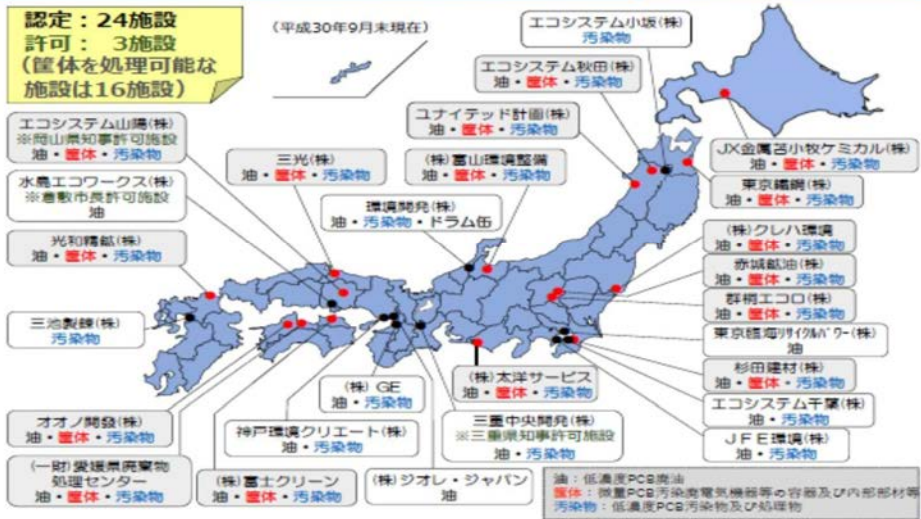 認定：24施設
許可： 3施設
(筐体を処理可能な
施設は16施設)
(平成30年9月末現在)
エコシステム小坂(株)
汚染物
エコシステム秋田(株)
油・筐体・汚染物
ユナイテッド計画(株)
油・筐体・汚染物
エコシステム山陽(株)
※岡山県知事許可施設
油・筐体・汚染物
三光(株)
油・筐体・汚染物
(株)富山環境整備
油・筐体・汚染物
JX金属苫小牧ケミカル(株)
油・筐体・汚染物
水島エコワークス(株)
※倉敷市長許可施設
油
環境開発(株)
油・汚染物・ドラム缶
東京鐵鋼(株)
油・筐体・汚染物
光和精鉱(株)
油・筐体・汚染物
(株)クレハ環境
油・筐体・汚染物
赤城鉱油(株)
油・筐体・汚染物
群桐エコロ(株)
油・筐体・汚染物
三池製錬(株)
汚染物
東京臨海リサイクルパワー(株)
油
杉田建材(株)
油・筐体・汚染物
(株)GE
油・汚染物
(株)太洋サービス
油・筐体・汚染物
エコシステム千葉(株)
油・汚染物
オオノ開發(株)
油・筐体・汚染物
神戸環境クリエート(株)
油・汚染物
三重中央開発(株)
※三重県知事許可施設
油・汚染物
JFE環境(株)
油・汚染物
(一財)愛媛県廃棄物
処理センター
油・筐体・汚染物
(株)富士クリーン
油・筐体・汚染物
(株)ジオレ・ジャパン
油
油：低濃度PCB廃油
筐体：微量PCB汚染廃電気機器等の容器及び内部部材等
汚染物：低濃度PCB汚染物及び処理物